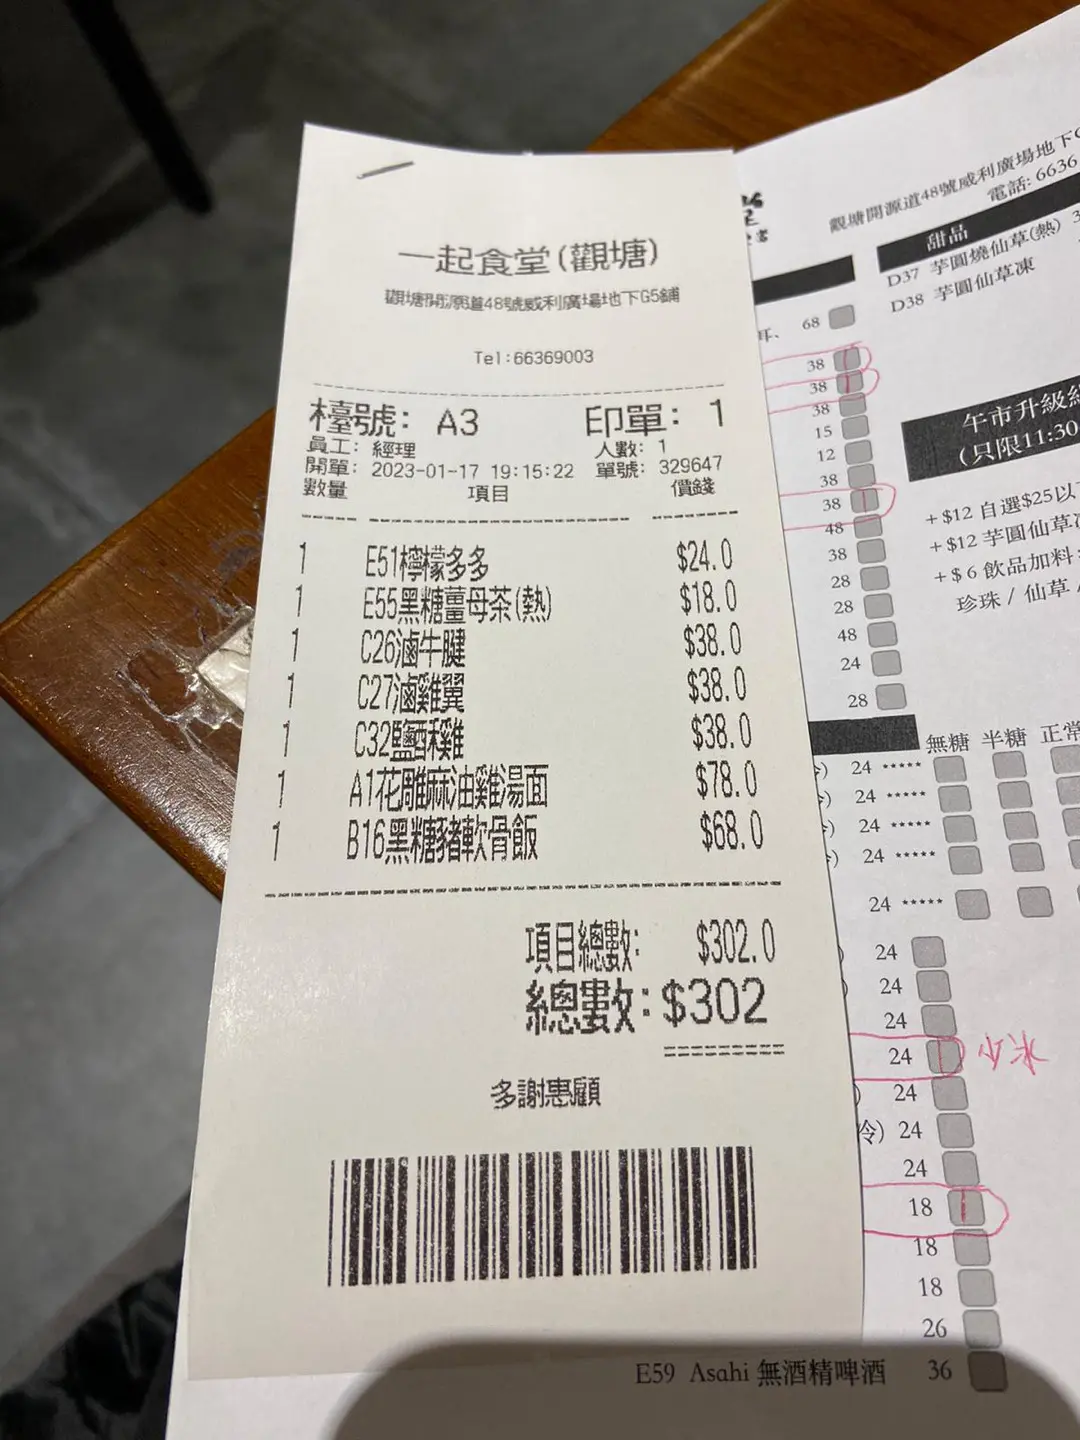 一起食堂(觀塘)
觀塘開源道48號威利廣場地下G5鋪
Tel:66369003
檯號: A3 印單: 1
員工: 經理 人數: 1
開單: 2023-01-17 19:15:22 單號: 329647
數量 項目 價錢
1 E51檸檬多多 $24.0
1 E55黑糖薑母茶(熱) $18.0
1 C26滷牛腱 $38.0
1 C27滷雞翼 $38.0
1 C32鹽酥雞 $38.0
1 A1花雕麻油雞湯面 $78.0
1 B16黑糖豬軟骨飯 $68.0
項目總數: $302.0
總數: $302
多謝惠顧
觀塘開源道48號威利廣場地下
電話: 6636
甜品
D37 芋圓燒仙草(熱) 3
D38 芋圓仙草凍
午市升級
(只限11:30
+$12 自選$25以
+$12 芋圓仙草
+$6 飲品加料:
珍珠 / 仙草 /
耳、 68
38
38
38
15
12
38
38
48
38
28
28
48
24
28
無糖 半糖 正常
24 *****
24 *****
24 *****
24 *****
24 *****
24
24
24
24 少冰
24
冷) 24
24
18
18
18
26
E59 Asahi 無酒精啤酒 36